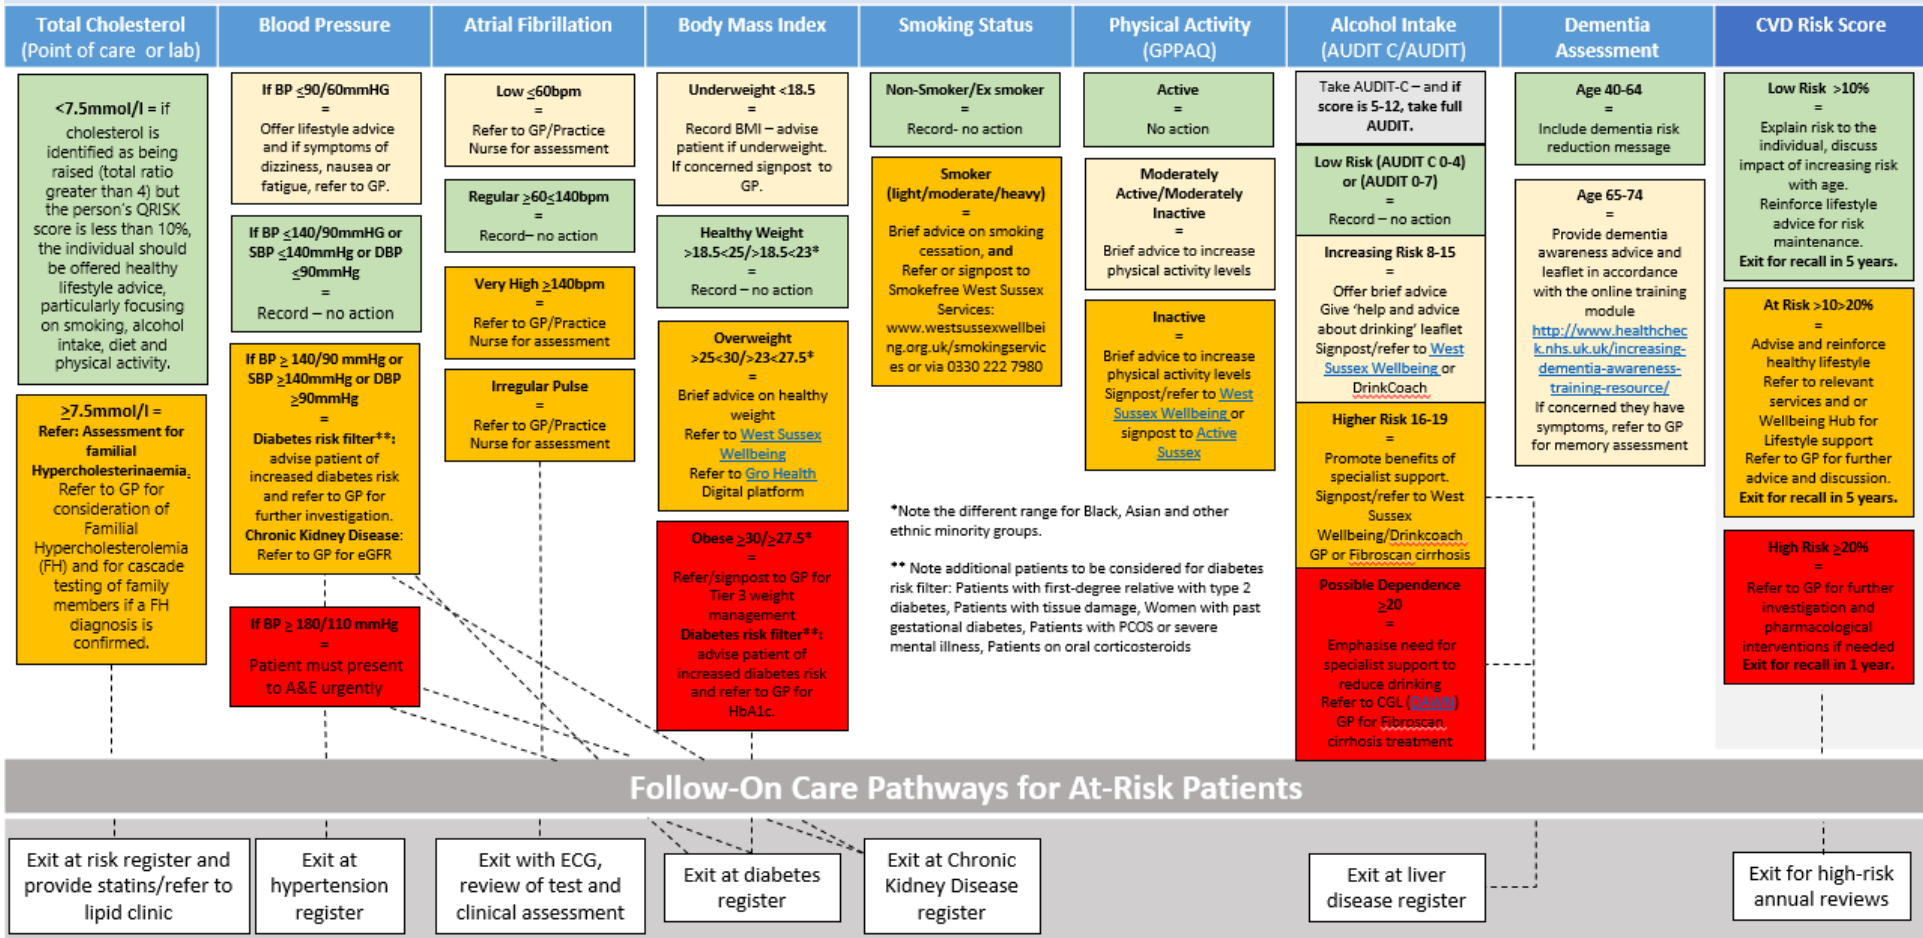 Total Cholesterol
(Point of care or lab)
<7.5mmol/l = if
cholesterol is
identified as being
raised (total ratio
greater than 4) but
the person's QRISK
score is less than 10%,
the individual should
be offered healthy
lifestyle advice,
particularly focusing
on smoking, alcohol
intake, diet and
physical activity.
≥7.5mmol/l =
Refer: Assessment for
familial
Hypercholesterinaemia.
Refer to GP for
consideration of
Familial
Hypercholesterolemia
(FH) and for cascade
testing of family
members if a FH
diagnosis is
confirmed.
Blood Pressure
If BP ≤90/60mmHG
=
Offer lifestyle advice
and if symptoms of
dizziness, nausea or
fatigue, refer to GP.
If BP ≤140/90mmHG or
SBP ≤140mmHg or DBP
≤90mmHg
=
Record – no action
If BP ≥ 140/90 mmHg or
SBP ≥140mmHg or DBP
≥90mmHg
=
Diabetes risk filter**:
advise patient of
increased diabetes risk
and refer to GP for
further investigation.
Chronic Kidney Disease:
Refer to GP for eGFR
If BP ≥ 180/110 mmHg
=
Patient must present
to A&E urgently
Atrial Fibrillation
Low ≤60bpm
=
Refer to GP/Practice
Nurse for assessment
Regular ≥60≤140bpm
=
Record– no action
Very High ≥140bpm
=
Refer to GP/Practice
Nurse for assessment
Irregular Pulse
=
Refer to GP/Practice
Nurse for assessment
Body Mass Index
Underweight <18.5
=
Record BMI – advise
patient if underweight.
If concerned signpost to
GP.
Healthy Weight
>18.5<25/>18.5<23*
=
Record – no action
Overweight
>25<30/>23<27.5*
=
Brief advice on healthy
weight
Refer to West Sussex
Wellbeing
Refer to Gro Health
Digital platform
Obese ≥30/≥27.5*
=
Refer/signpost to GP for
Tier 3 weight
management
Diabetes risk filter**:
advise patient of
increased diabetes risk
and refer to GP for
HbA1c.
Smoking Status
Non-Smoker/Ex smoker
=
Record- no action
Smoker
(light/moderate/heavy)
=
Brief advice on smoking
cessation, and
Refer or signpost to
Smokefree West Sussex
Services:
www.westsussexwellbei
ng.org.uk/smokingservic
es or via 0330 222 7980
Physical Activity
(GPPAQ)
Active
=
No action
Moderately
Active/Moderately
Inactive
=
Brief advice to increase
physical activity levels
Inactive
=
Brief advice to increase
physical activity levels
Signpost/refer to West
Sussex Wellbeing or
signpost to Active
Sussex
*Note the different range for Black, Asian and other
ethnic minority groups.
** Note additional patients to be considered for diabetes
risk filter: Patients with first-degree relative with type 2
diabetes, Patients with tissue damage, Women with past
gestational diabetes, Patients with PCOS or severe
mental illness, Patients on oral corticosteroids
Alcohol Intake
(AUDIT C/AUDIT)
Take AUDIT-C – and if
score is 5-12, take full
AUDIT.
Low Risk (AUDIT C 0-4)
or (AUDIT 0-7)
=
Record – no action
Increasing Risk 8-15
=
Offer brief advice
Give 'help and advice
about drinking' leaflet
Signpost/refer to West
Sussex Wellbeing or
DrinkCoach
Higher Risk 16-19
=
Promote benefits of
specialist support.
Signpost/refer to West
Sussex
Wellbeing/Drinkcoach
GP or Fibroscan cirrhosis
Possible Dependence
≥20
=
Emphasise need for
specialist support to
reduce drinking
Refer to CGL (DAWN)
GP for Fibroscan
cirrhosis treatment
Dementia
Assessment
Age 40-64
=
Include dementia risk
reduction message
Age 65-74
=
Provide dementia
awareness advice and
leaflet in accordance
with the online training
module
http://www.healthchec
k.nhs.uk.uk/increasing-
dementia-awareness-
training-resource/
If concerned they have
symptoms, refer to GP
for memory assessment
CVD Risk Score
Low Risk >10%
=
Explain risk to the
individual, discuss
impact of increasing risk
with age.
Reinforce lifestyle
advice for risk
maintenance.
Exit for recall in 5 years.
At Risk >10>20%
=
Advise and reinforce
healthy lifestyle
Refer to relevant
services and or
Wellbeing Hub for
Lifestyle support
Refer to GP for further
advice and discussion.
Exit for recall in 5 years.
High Risk ≥20%
=
Refer to GP for further
investigation and
pharmacological
interventions if needed
Exit for recall in 1 year.
Follow-On Care Pathways for At-Risk Patients
Exit at risk register and
provide statins/refer to
lipid clinic
Exit at
hypertension
register
Exit with ECG,
review of test and
clinical assessment
Exit at diabetes
register
Exit at Chronic
Kidney Disease
register
Exit at liver
disease register
Exit for high-risk
annual reviews